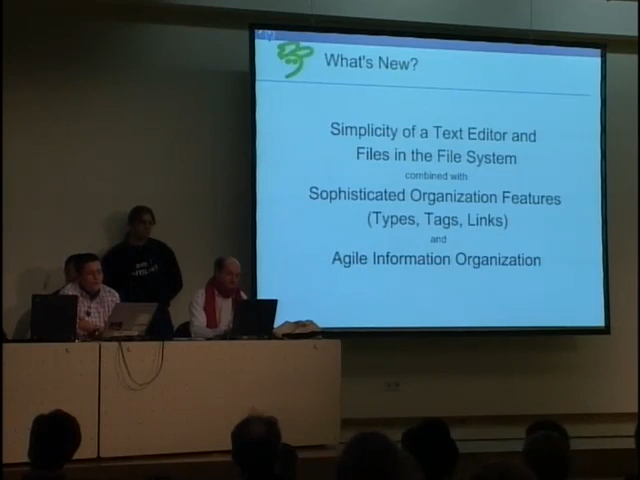 What's New?
Simplicity of a Text Editor and
Files in the File System
combined with
Sophisticated Organization Features
(Types, Tags, Links)
and
Agile Information Organization